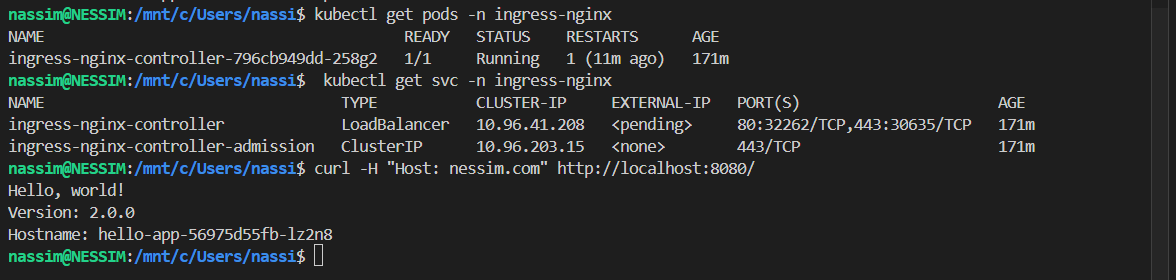 nassim@NESSIM:/mnt/c/Users/nassi$ kubectl get pods -n ingress-nginx
NAME READY STATUS RESTARTS AGE
ingress-nginx-controller-796cb949dd-258g2 1/1 Running 1 (11m ago) 171m
nassim@NESSIM:/mnt/c/Users/nassi$ kubectl get svc -n ingress-nginx
NAME TYPE CLUSTER-IP EXTERNAL-IP PORT(S) AGE
ingress-nginx-controller LoadBalancer 10.96.41.208 <pending> 80:32262/TCP,443:30635/TCP 171m
ingress-nginx-controller-admission ClusterIP 10.96.203.15 <none> 443/TCP 171m
nassim@NESSIM:/mnt/c/Users/nassi$ curl -H "Host: nessim.com" http://localhost:8080/
Hello, world!
Version: 2.0.0
Hostname: hello-app-56975d55fb-lz2n8
nassim@NESSIM:/mnt/c/Users/nassi$